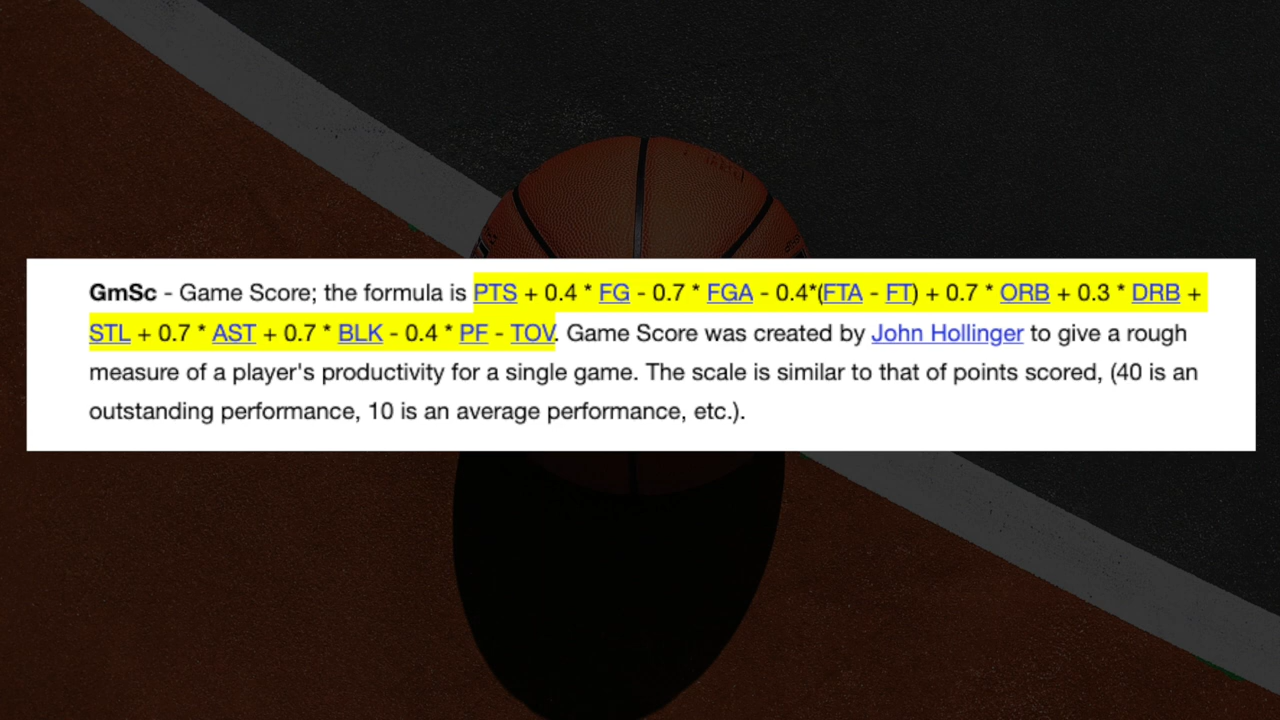 GmSc - Game Score; the formula is PTS + 0.4 * FG - 0.7 * FGA - 0.4*(FTA - FT) + 0.7 * ORB + 0.3 * DRB +
STL + 0.7 * AST + 0.7 * BLK - 0.4 * PF - TOV. Game Score was created by John Hollinger to give a rough
measure of a player's productivity for a single game. The scale is similar to that of points scored, (40 is an
outstanding performance, 10 is an average performance, etc.).